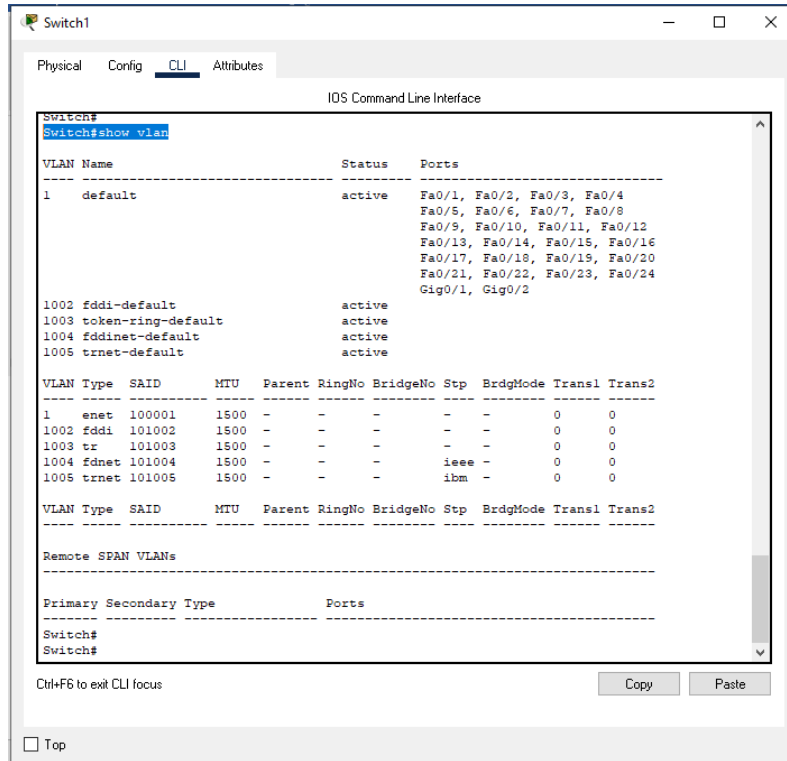 Switch1
Physical Config CLI Attributes
IOS Command Line Interface
Switch#
Switch#show vlan
VLAN Name                             Status    Ports
---- -------------------------------- --------- -------------------------------
1    default                          active    Fa0/1, Fa0/2, Fa0/3, Fa0/4
                                                Fa0/5, Fa0/6, Fa0/7, Fa0/8
                                                Fa0/9, Fa0/10, Fa0/11, Fa0/12
                                                Fa0/13, Fa0/14, Fa0/15, Fa0/16
                                                Fa0/17, Fa0/18, Fa0/19, Fa0/20
                                                Fa0/21, Fa0/22, Fa0/23, Fa0/24
                                                Gig0/1, Gig0/2
1002 fddi-default                     active
1003 token-ring-default               active
1004 fddinet-default                  active
1005 trnet-default                    active
VLAN Type  SAID       MTU   Parent RingNo BridgeNo Stp  BrdgMode Trans1 Trans2
---- ----- ---------- ----- ------ ------ -------- ---- -------- ------ ------
1    enet  100001     1500  -      -      -        -    -        0      0
1002 fddi  101002     1500  -      -      -        -    -        0      0
1003 tr    101003     1500  -      -      -        -    -        0      0
1004 fdnet 101004     1500  -      -      -        ieee -        0      0
1005 trnet 101005     1500  -      -      -        ibm  -        0      0
VLAN Type  SAID       MTU   Parent RingNo BridgeNo Stp  BrdgMode Trans1 Trans2
---- ----- ---------- ----- ------ ------ -------- ---- -------- ------ ------
Remote SPAN VLANs
------------------------------------------------------------------------------
Primary Secondary Type              Ports
------- --------- ----------------- ------------------------------------------
Switch#
Switch#
Ctrl+F6 to exit CLI focus
Copy Paste
Top